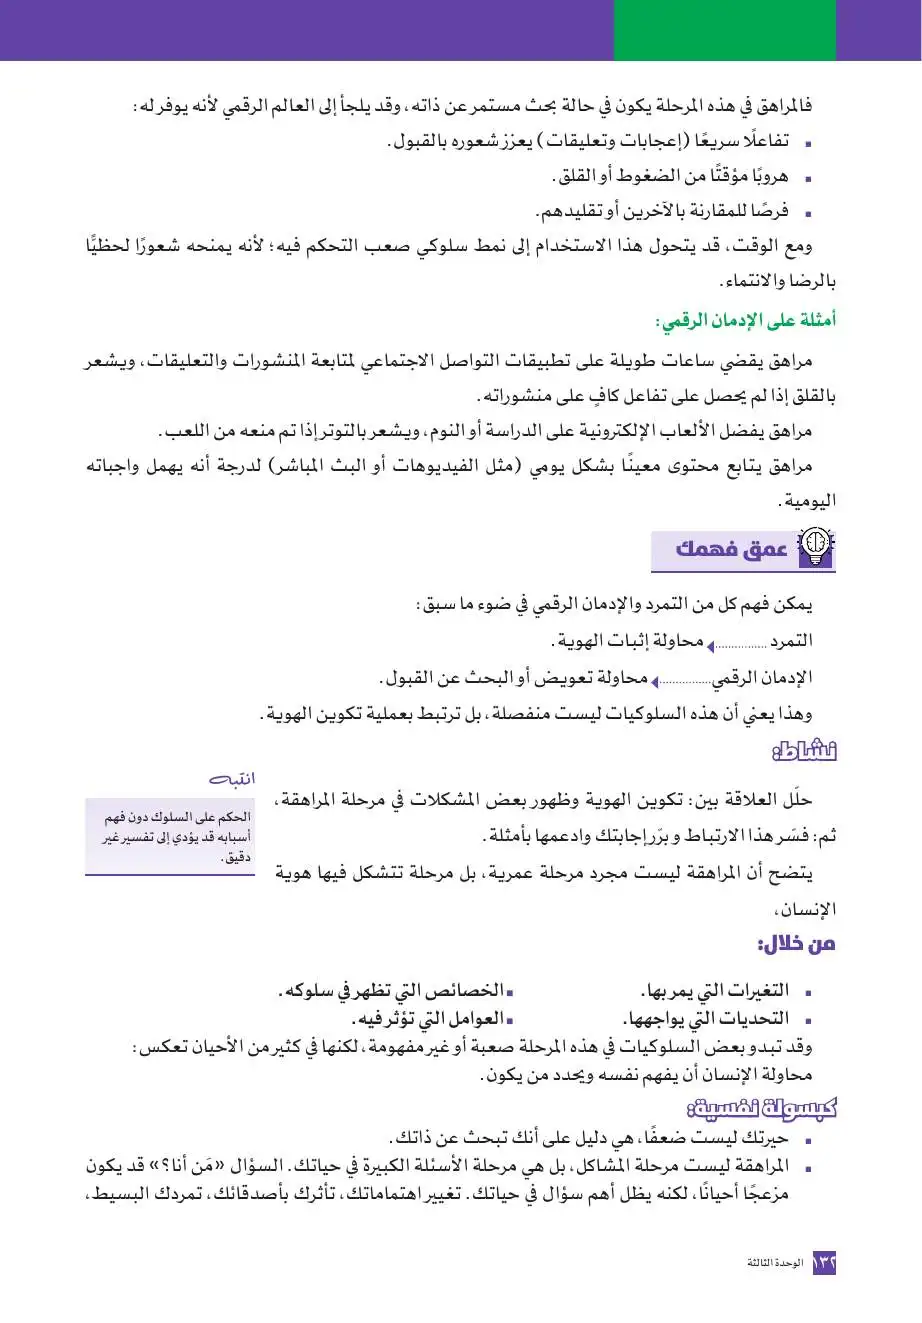 فالمراهق في هذه المرحلة يكون في حالة بحث مستمر عن ذاته، وقد يلجأ إلى العالم الرقمي لأنه يوفر له:
▪ تفاعلًا سريعًا (إعجابات وتعليقات) يعزز شعوره بالقبول.
▪ هروبًا مؤقتًا من الضغوط أو القلق.
▪ فرصًا للمقارنة بالآخرين أو تقليدهم.
ومع الوقت، قد يتحول هذا الاستخدام إلى نمط سلوكي صعب التحكم فيه؛ لأنه يمنحه شعورًا لحظيًّا
بالرضا والانتماء.
أمثلة على الإدمان الرقمي:
مراهق يقضي ساعات طويلة على تطبيقات التواصل الاجتماعي لمتابعة المنشورات والتعليقات، ويشعر
بالقلق إذا لم يحصل على تفاعل كافٍ على منشوراته.
مراهق يفضل الألعاب الإلكترونية على الدراسة أو النوم، ويشعر بالتوتر إذا تم منعه من اللعب.
مراهق يتابع محتوى معينًا بشكل يومي (مثل الفيديوهات أو البث المباشر) لدرجة أنه يهمل واجباته
اليومية.
عمق فهمك
يمكن فهم كل من التمرد والإدمان الرقمي في ضوء ما سبق:
التمرد ................ محاولة إثبات الهوية.
الإدمان الرقمي................ محاولة تعويض أو البحث عن القبول.
وهذا يعني أن هذه السلوكيات ليست منفصلة، بل ترتبط بعملية تكوين الهوية.
نشاط:
حلّل العلاقة بين: تكوين الهوية وظهور بعض المشكلات في مرحلة المراهقة،
ثم: فسّر هذا الارتباط و برّر إجابتك وادعمها بأمثلة.
انتبه
الحكم على السلوك دون فهم
أسبابه قد يؤدي إلى تفسير غير
دقيق.
يتضح أن المراهقة ليست مجرد مرحلة عمرية، بل مرحلة تتشكل فيها هوية
الإنسان،
من خلال:
▪ التغيرات التي يمر بها. ▪ الخصائص التي تظهر في سلوكه.
▪ التحديات التي يواجهها. ▪ العوامل التي تؤثر فيه.
وقد تبدو بعض السلوكيات في هذه المرحلة صعبة أو غير مفهومة، لكنها في كثير من الأحيان تعكس:
محاولة الإنسان أن يفهم نفسه ويحدد من يكون.
كبسولة نفسية:
▪ حيرتك ليست ضعفًا، هي دليل على أنك تبحث عن ذاتك.
▪ المراهقة ليست مرحلة المشاكل، بل هي مرحلة الأسئلة الكبيرة في حياتك. السؤال «مَن أنا؟» قد يكون
مزعجًا أحيانًا، لكنه يظل أهم سؤال في حياتك. تغيير اهتماماتك، تأثرك بأصدقائك، تمردك البسيط،
١٣٢ الوحدة الثالثة